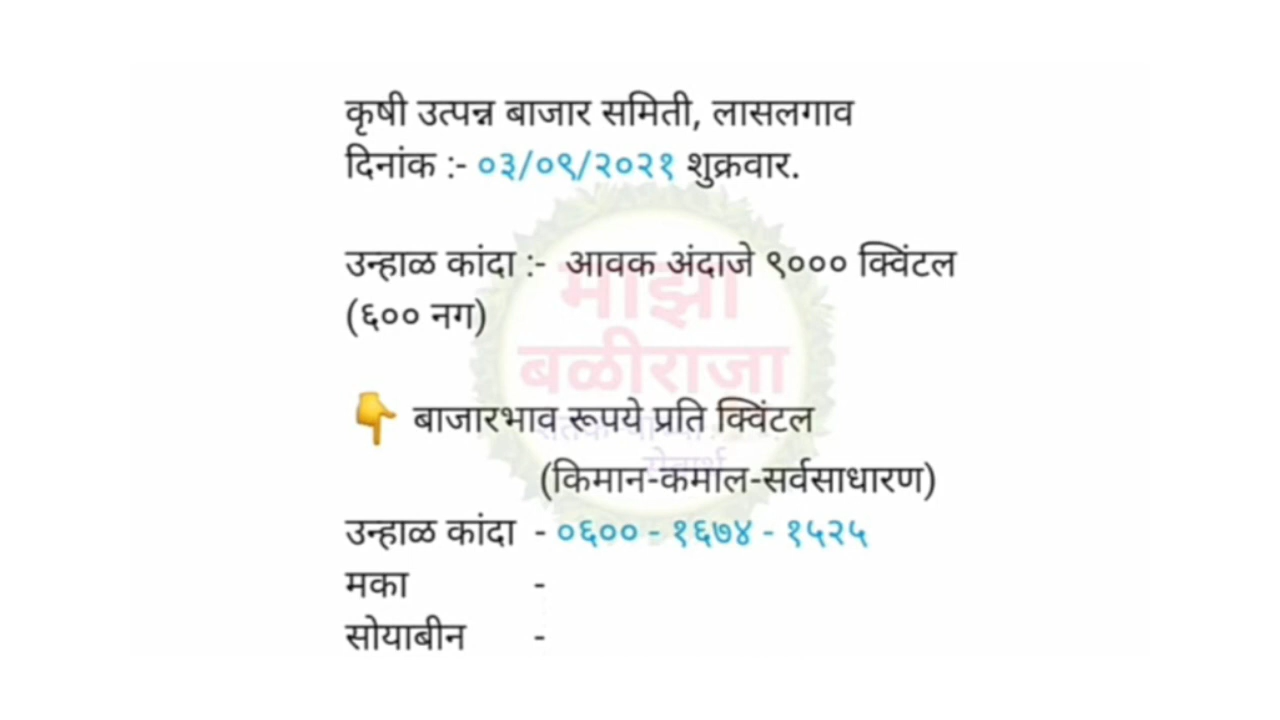 कृषी उत्पन्न बाजार समिती, लासलगाव
दिनांक :- ०३/०९/२०२१ शुक्रवार.
उन्हाळ कांदा :- आवक अंदाजे ९००० क्विंटल
(६०० नग)
माझा
बळीराजा
👇 बाजारभाव रूपये प्रति क्विंटल
(किमान-कमाल-सर्वसाधारण)
उन्हाळ कांदा - ०६०० - १६७४ - १५२५
मका -
सोयाबीन -